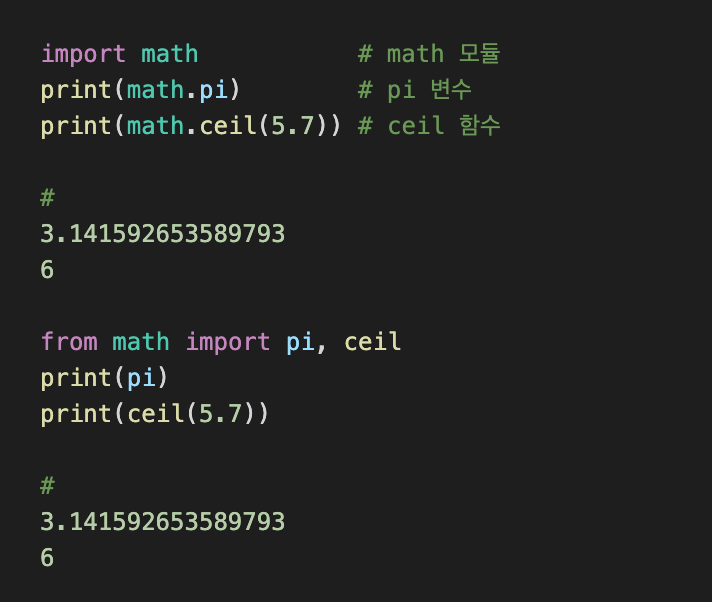 import math           # math 모듈
print(math.pi)        # pi 변수
print(math.ceil(5.7)) # ceil 함수
#
3.141592653589793
6
from math import pi, ceil
print(pi)
print(ceil(5.7))
#
3.141592653589793
6